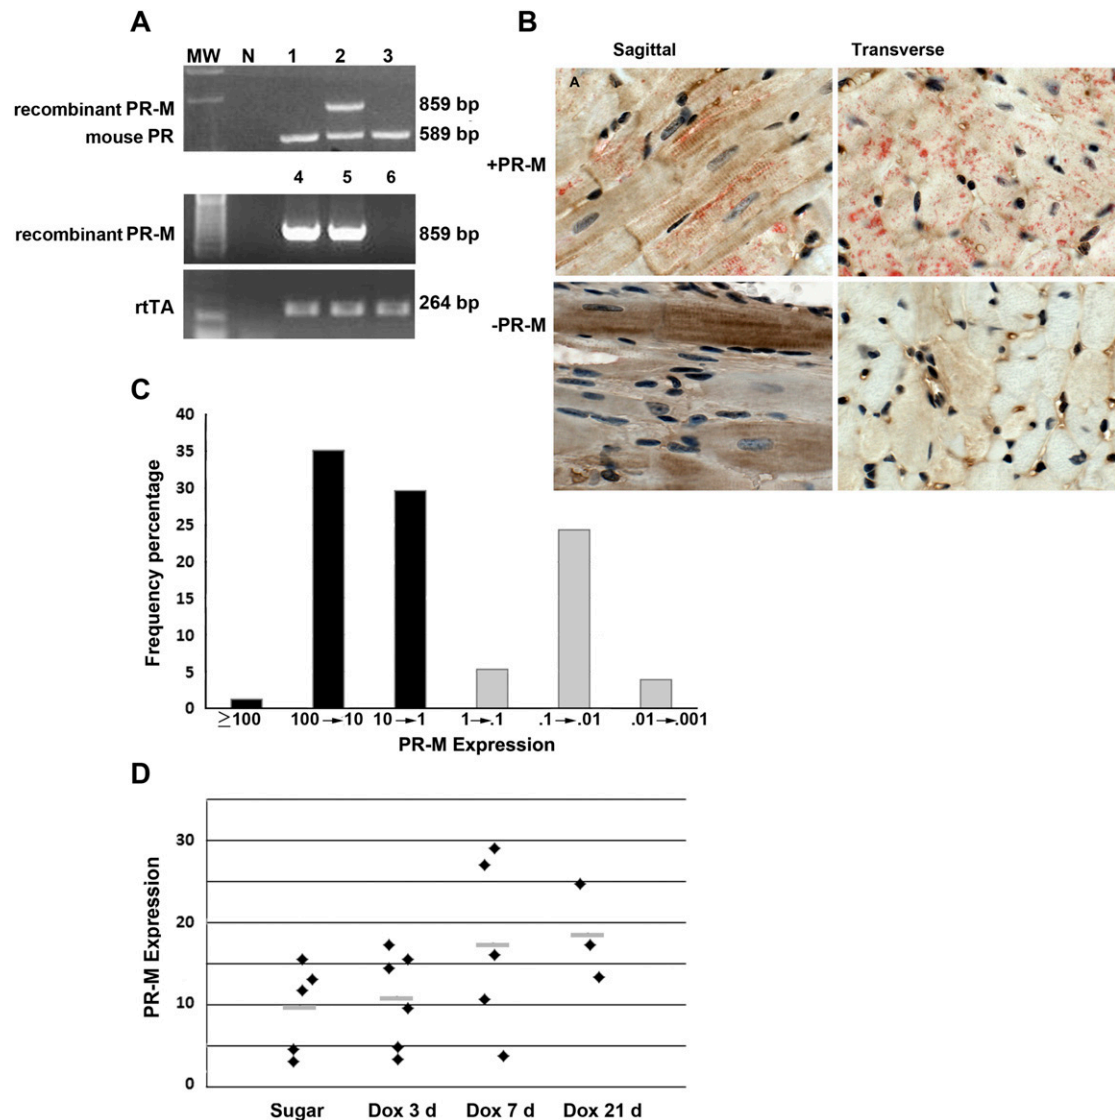 A
MW N 1 2 3
recombinant PR-M 859 bp
mouse PR 589 bp
4 5 6
recombinant PR-M 859 bp
rtTA 264 bp
B
Sagittal Transverse
A
+PR-M
-PR-M
C
Frequency percentage
40
35
30
25
20
15
10
5
0
≥100 100→10 10→1 1→.1 .1→.01 .01→.001
PR-M Expression
D
PR-M Expression
30
20
10
0
Sugar Dox 3 d Dox 7 d Dox 21 d